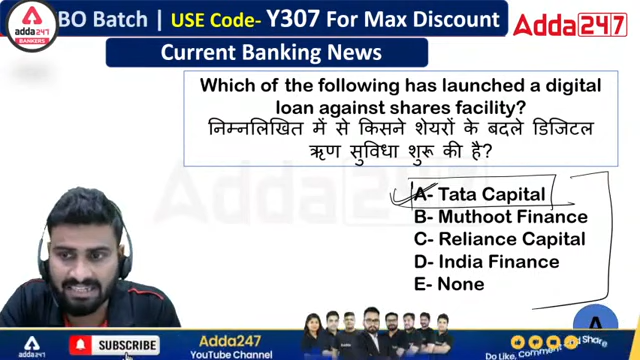 BO Batch | USE Code- Y307 For Max Discount
adda247
BANKERS
Adda247
Current Banking News
Which of the following has launched a digital
loan against shares facility?
निम्नलिखित में से किसने शेयरों के बदले डिजिटल
ऋण सुविधा शुरू की है?
Adda247
A- Tata Capital
B- Muthoot Finance
C- Reliance Capital
D- India Finance
E- None
SUBSCRIBE
Adda247
YouTube Channel
Do Like, Comment and Share